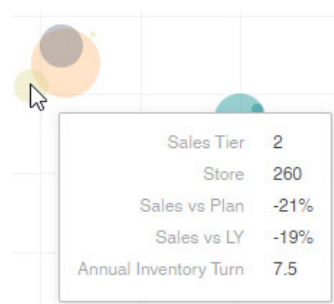 Sales Tier 2
Store 260
Sales vs Plan -21%
Sales vs LY -19%
Annual Inventory Turn 7.5